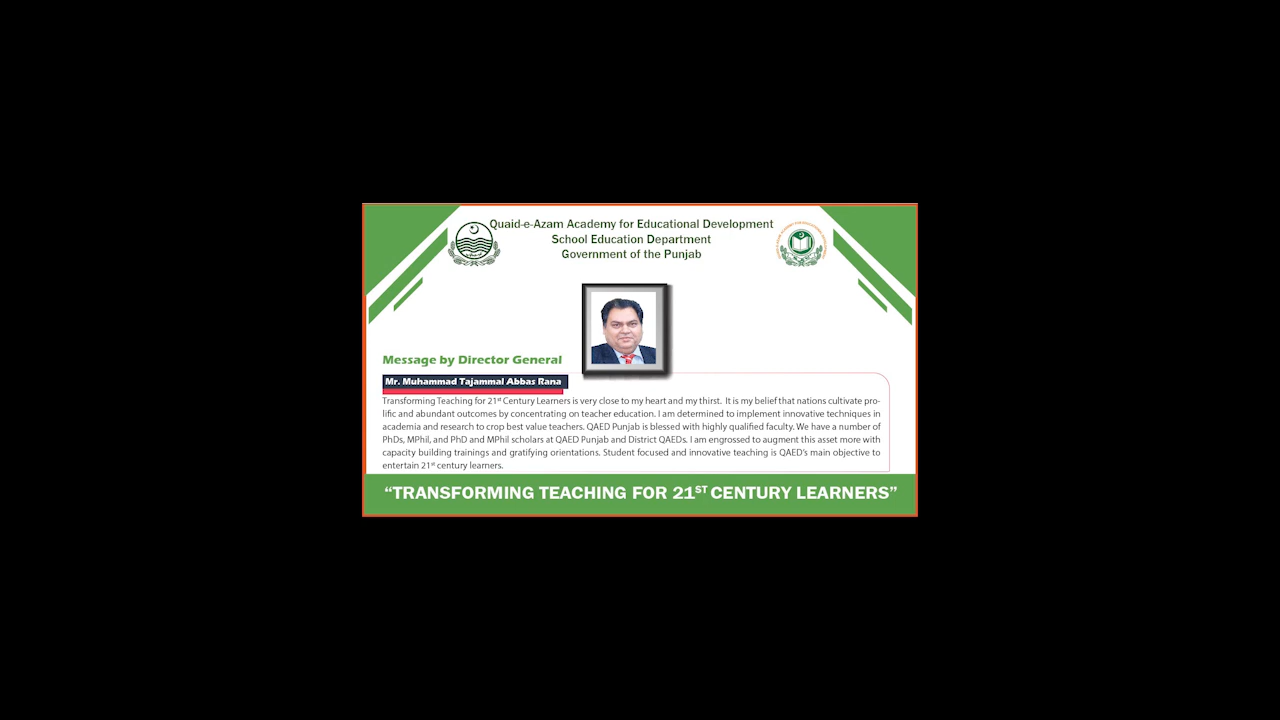 Quaid-e-Azam Academy for Educational Development
School Education Department
Government of the Punjab
Message by Director General
Mr. Muhammad Tajammal Abbas Rana
Transforming Teaching for 21st Century Learners is very close to my heart and my thirst. It is my belief that nations cultivate pro-
lific and abundant outcomes by concentrating on teacher education. I am determined to implement innovative techniques in
academia and research to crop best value teachers. QAED Punjab is blessed with highly qualified faculty. We have a number of
PhDs, MPhil, and PhD and MPhil scholars at QAED Punjab and District QAEDs. I am engrossed to augment this asset more with
capacity building trainings and gratifying orientations. Student focused and innovative teaching is QAED's main objective to
entertain 21st century learners.
“TRANSFORMING TEACHING FOR 21ST CENTURY LEARNERS”